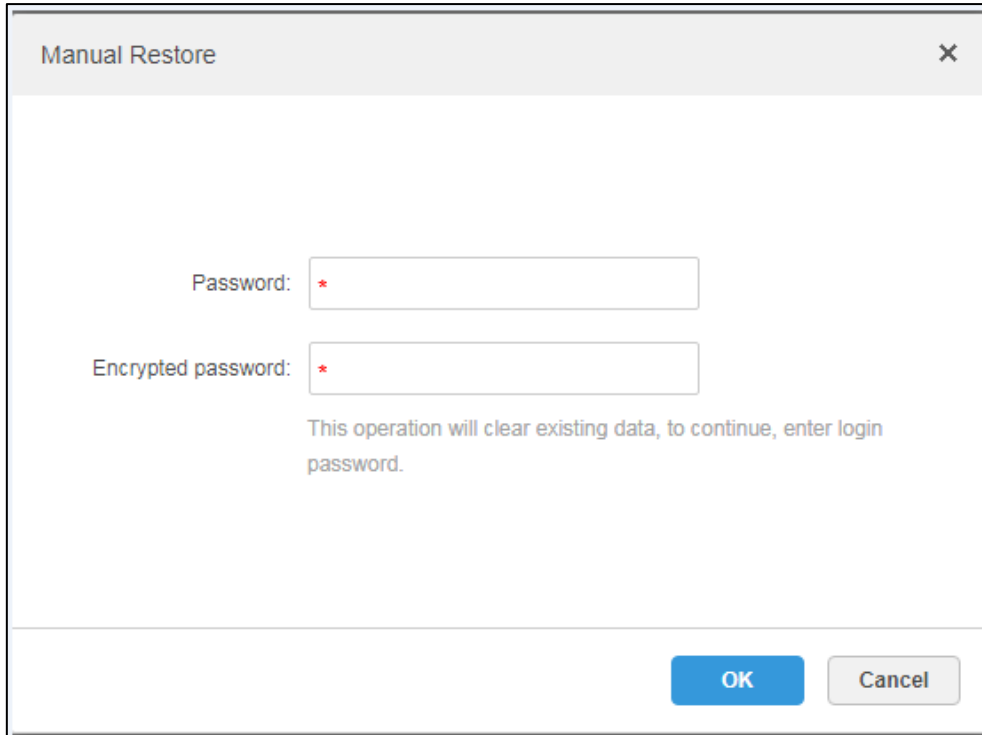 Manual Restore ×
Password: *
Encrypted password: *
This operation will clear existing data, to continue, enter login
password.
OK Cancel